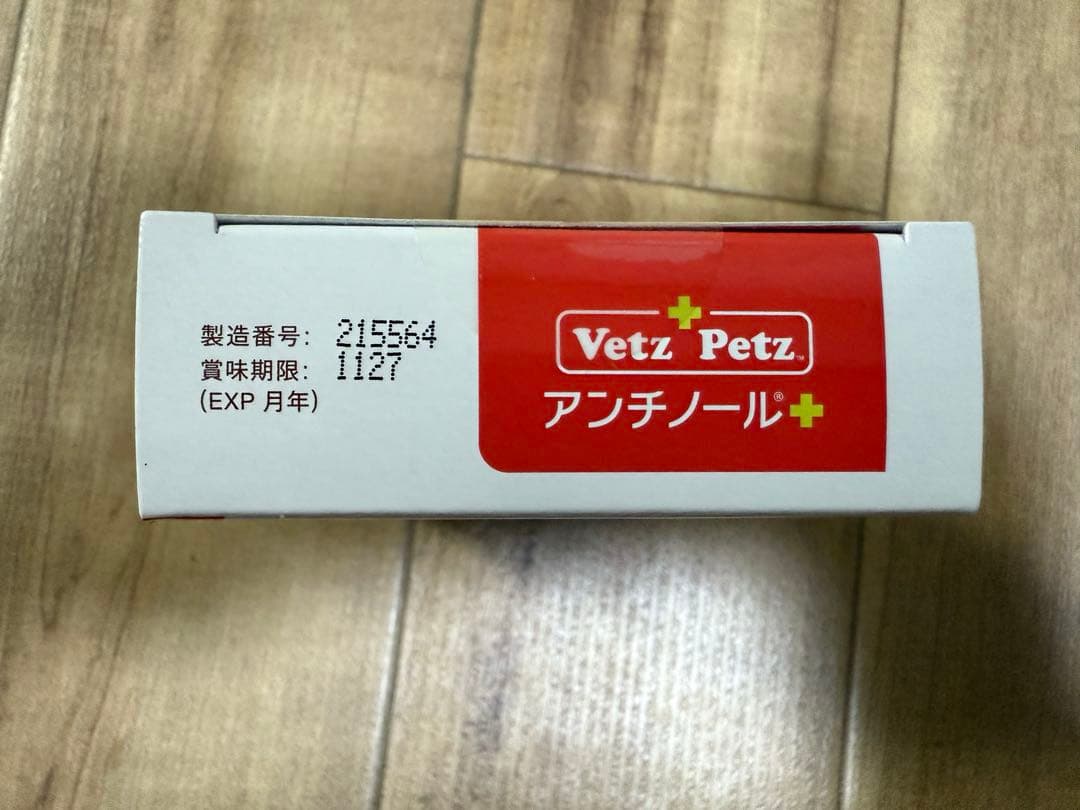 製造番号: 215564
賞味期限: 1127
(EXP 月年)
Vetz Petz™
アンチノール®